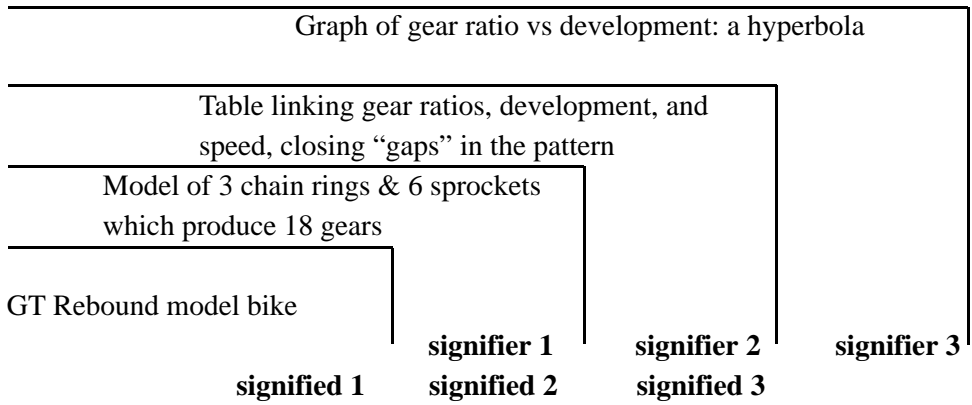 Graph of gear ratio vs development: a hyperbola
Table linking gear ratios, development, and
speed, closing “gaps” in the pattern
Model of 3 chain rings & 6 sprockets
which produce 18 gears
GT Rebound model bike
signifier 1 signifier 2 signifier 3
signified 1 signified 2 signified 3